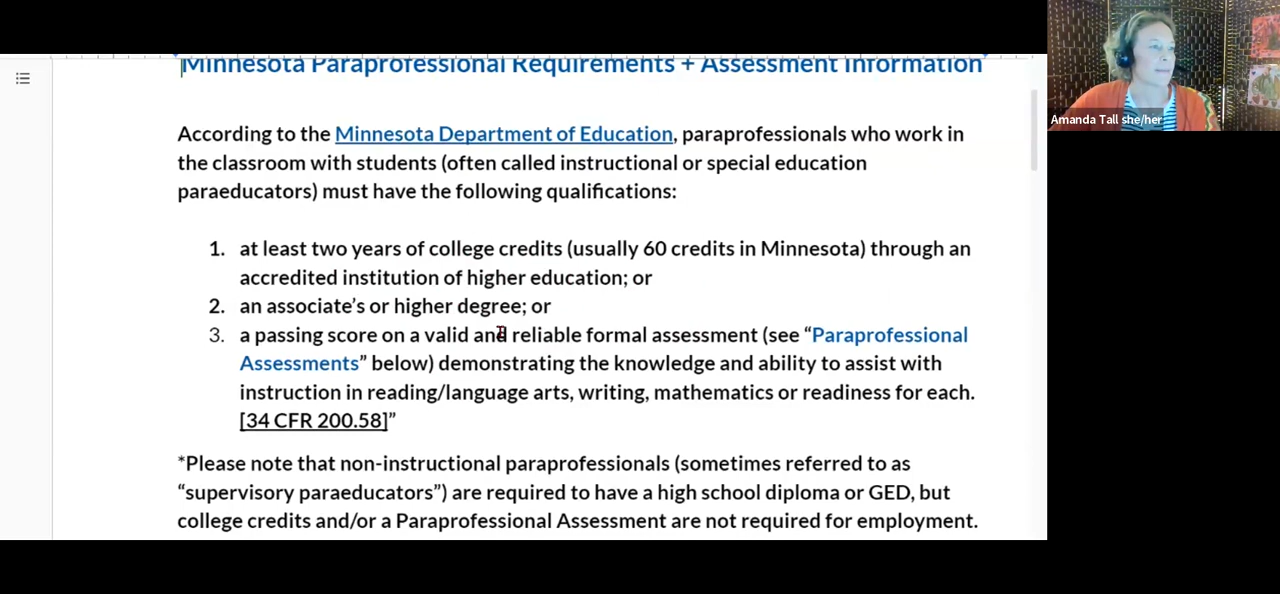 Minnesota Paraprofessional Requirements + Assessment Information
According to the Minnesota Department of Education, paraprofessionals who work in
the classroom with students (often called instructional or special education
paraeducators) must have the following qualifications:
1. at least two years of college credits (usually 60 credits in Minnesota) through an
accredited institution of higher education; or
2. an associate’s or higher degree; or
3. a passing score on a valid and reliable formal assessment (see “Paraprofessional
Assessments” below) demonstrating the knowledge and ability to assist with
instruction in reading/language arts, writing, mathematics or readiness for each.
[34 CFR 200.58]”
*Please note that non-instructional paraprofessionals (sometimes referred to as
“supervisory paraeducators”) are required to have a high school diploma or GED, but
college credits and/or a Paraprofessional Assessment are not required for employment.
Amanda Tall she/her